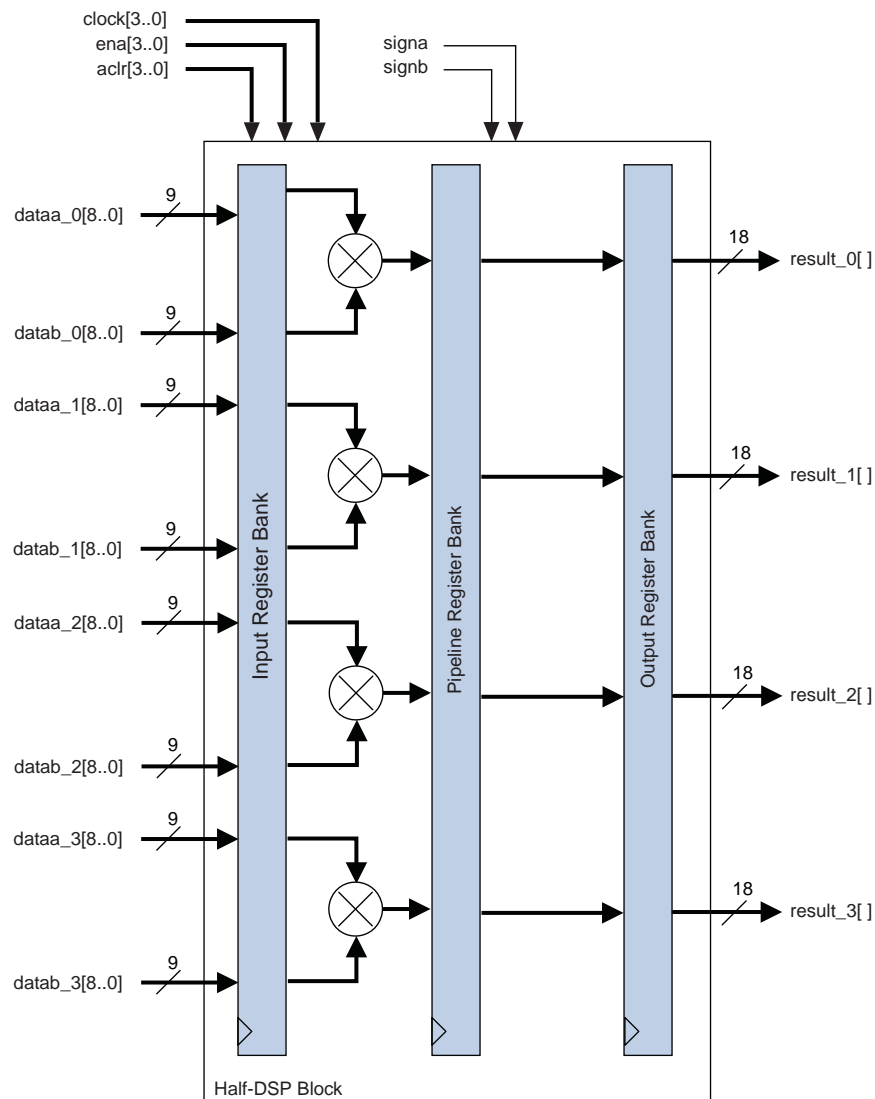 clock[3..0]
ena[3..0]
aclr[3..0]
signa
signb
9
dataa_0[8..0]
9
datab_0[8..0]
9
dataa_1[8..0]
9
datab_1[8..0]
9
dataa_2[8..0]
9
datab_2[8..0]
9
dataa_3[8..0]
9
datab_3[8..0]
Input Register Bank
Pipeline Register Bank
Output Register Bank
18
result_0[ ]
18
result_1[ ]
18
result_2[ ]
18
result_3[ ]
Half-DSP Block